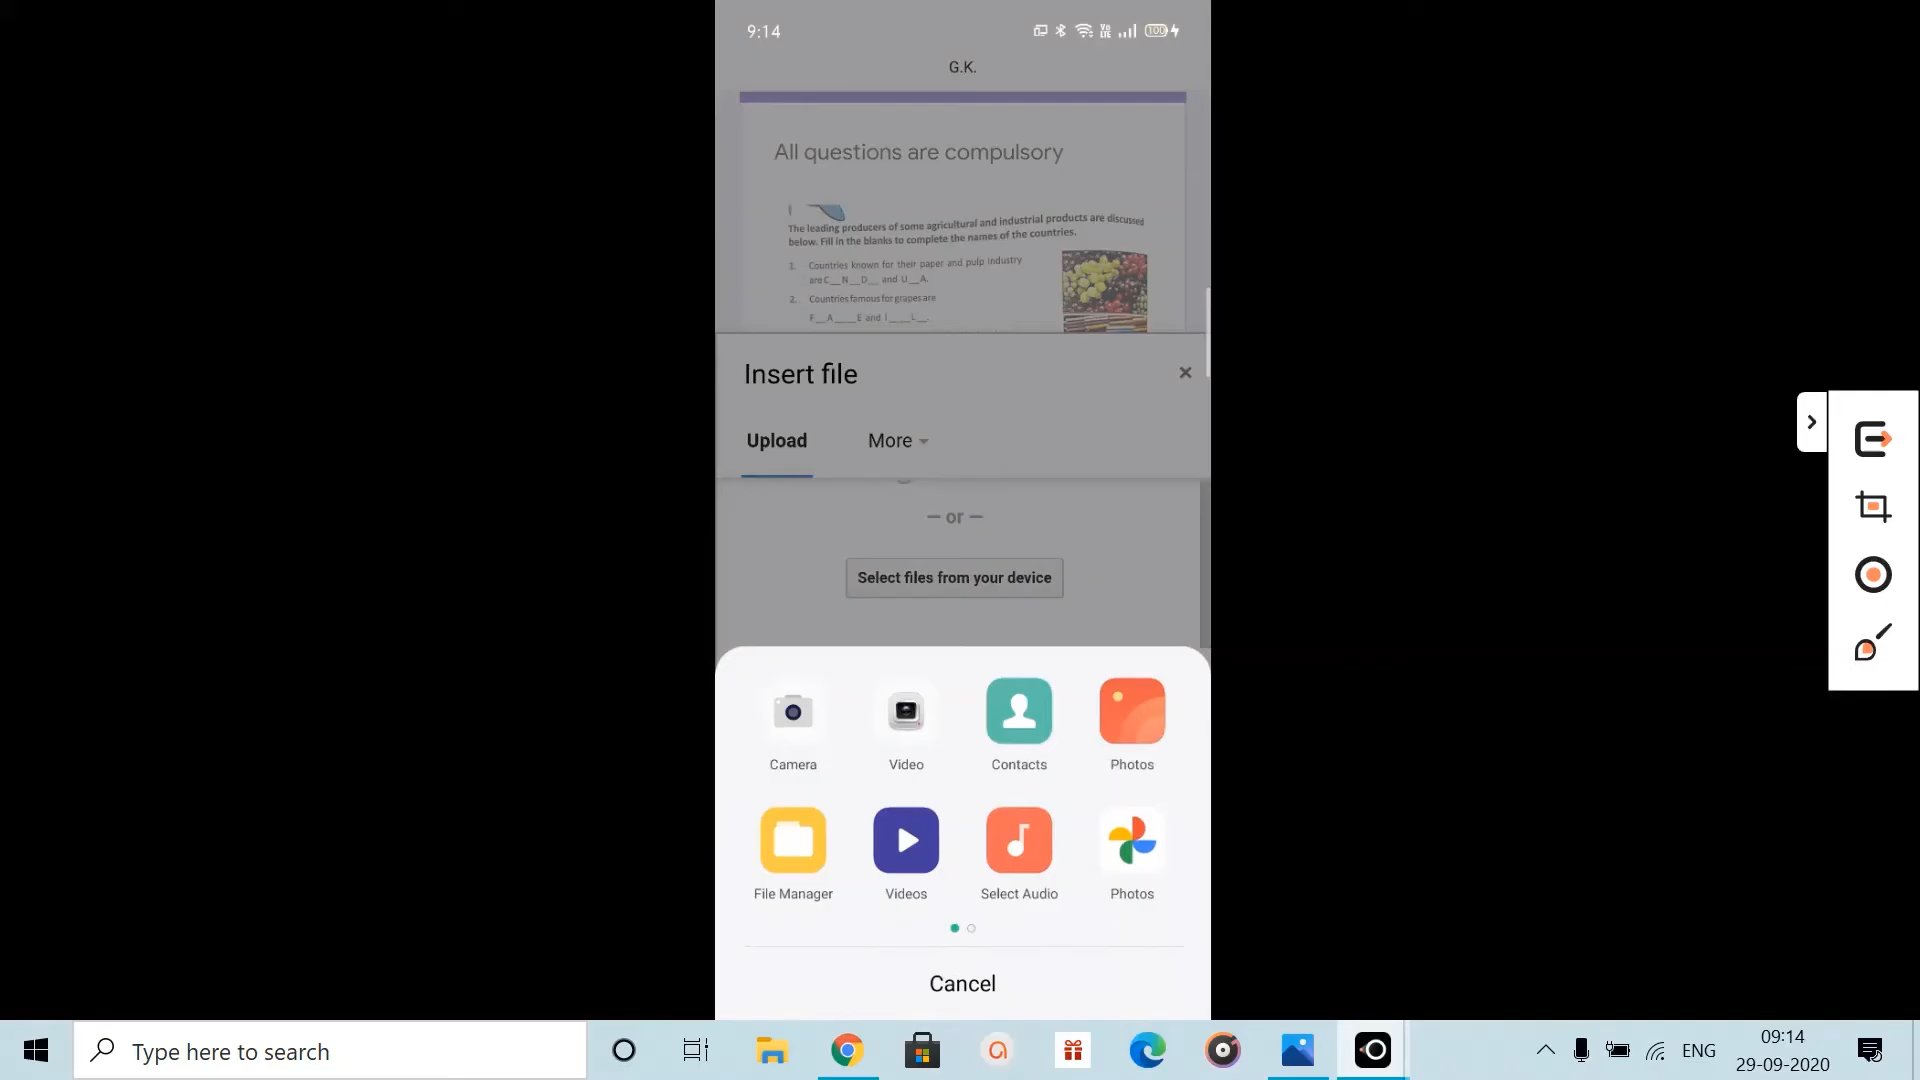 9:14
100
G.K.
All questions are compulsory
The leading producers of some agricultural and industrial products are discussed
below. Fill in the blanks to complete the names of the countries.
1. Countries known for their paper and pulp industry
are C__N__D__ and U__A.
2. Countries famous for grapes are
F__A____E and I____L__.
Insert file
×
Upload
More
— or —
Select files from your device
Camera
Video
Contacts
Photos
File Manager
Videos
Select Audio
Photos
Cancel
Type here to search
ENG
09:14
29-09-2020